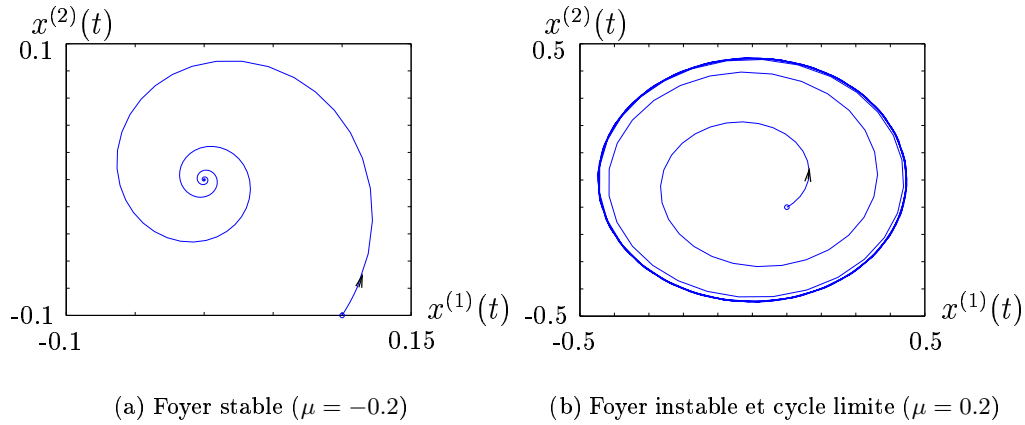 x^{(2)}(t)
0.1
-0.1
-0.1
0.15
x^{(1)}(t)
(a) Foyer stable (μ = −0.2)
x^{(2)}(t)
0.5
-0.5
-0.5
0.5
x^{(1)}(t)
(b) Foyer instable et cycle limite (μ = 0.2)